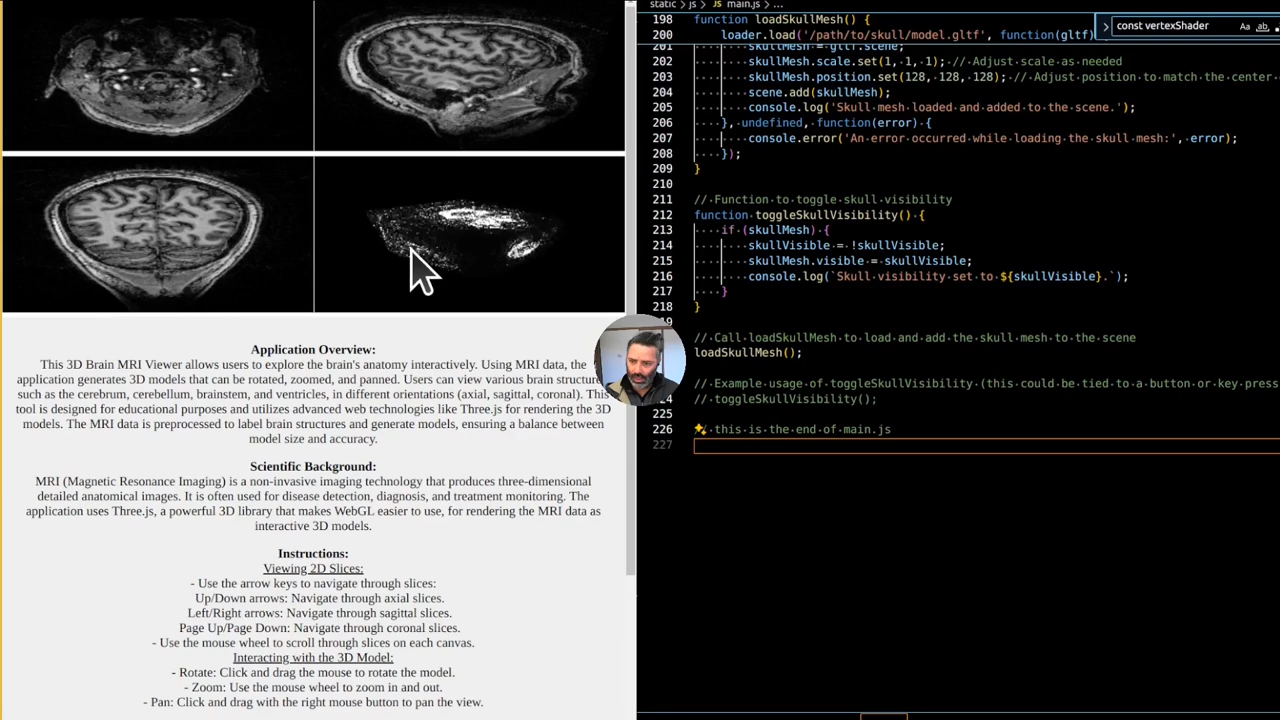 Application Overview:
This 3D Brain MRI Viewer allows users to explore the brain's anatomy interactively. Using MRI data, the
application generates 3D models that can be rotated, zoomed, and panned. Users can view various brain structure
such as the cerebrum, cerebellum, brainstem, and ventricles, in different orientations (axial, sagittal, coronal). This
tool is designed for educational purposes and utilizes advanced web technologies like Three.js for rendering the 3D
models. The MRI data is preprocessed to label brain structures and generate models, ensuring a balance between
model size and accuracy.
Scientific Background:
MRI (Magnetic Resonance Imaging) is a non-invasive imaging technology that produces three-dimensional
detailed anatomical images. It is often used for disease detection, diagnosis, and treatment monitoring. The
application uses Three.js, a powerful 3D library that makes WebGL easier to use, for rendering the MRI data as
interactive 3D models.
Instructions:
Viewing 2D Slices:
- Use the arrow keys to navigate through slices:
Up/Down arrows: Navigate through axial slices.
Left/Right arrows: Navigate through sagittal slices.
Page Up/Page Down: Navigate through coronal slices.
- Use the mouse wheel to scroll through slices on each canvas.
Interacting with the 3D Model:
- Rotate: Click and drag the mouse to rotate the model.
- Zoom: Use the mouse wheel to zoom in and out.
- Pan: Click and drag with the right mouse button to pan the view.
static > js > JS main.js > ...
const vertexShader Aa ab
198 function loadSkullMesh() {
200 loader.load('/path/to/skull/model.gltf', function(gltf)
201 skullMesh = gltf.scene;
202 skullMesh.scale.set(1, 1, 1); // Adjust scale as needed
203 skullMesh.position.set(128, 128, 128); // Adjust position to match the center
204 scene.add(skullMesh);
205 console.log('Skull mesh loaded and added to the scene.');
206 }, undefined, function(error) {
207 console.error('An error occurred while loading the skull mesh:', error);
208 });
209 }
210
211 // Function to toggle skull visibility
212 function toggleSkullVisibility() {
213 if (skullMesh) {
214 skullVisible = !skullVisible;
215 skullMesh.visible = skullVisible;
216 console.log(`Skull visibility set to ${skullVisible}.`);
217 }
218 }
19
// Call loadSkullMesh to load and add the skull mesh to the scene
loadSkullMesh();
// Example usage of toggleSkullVisibility (this could be tied to a button or key press
24 // toggleSkullVisibility();
225
226 / this is the end of main.js
227